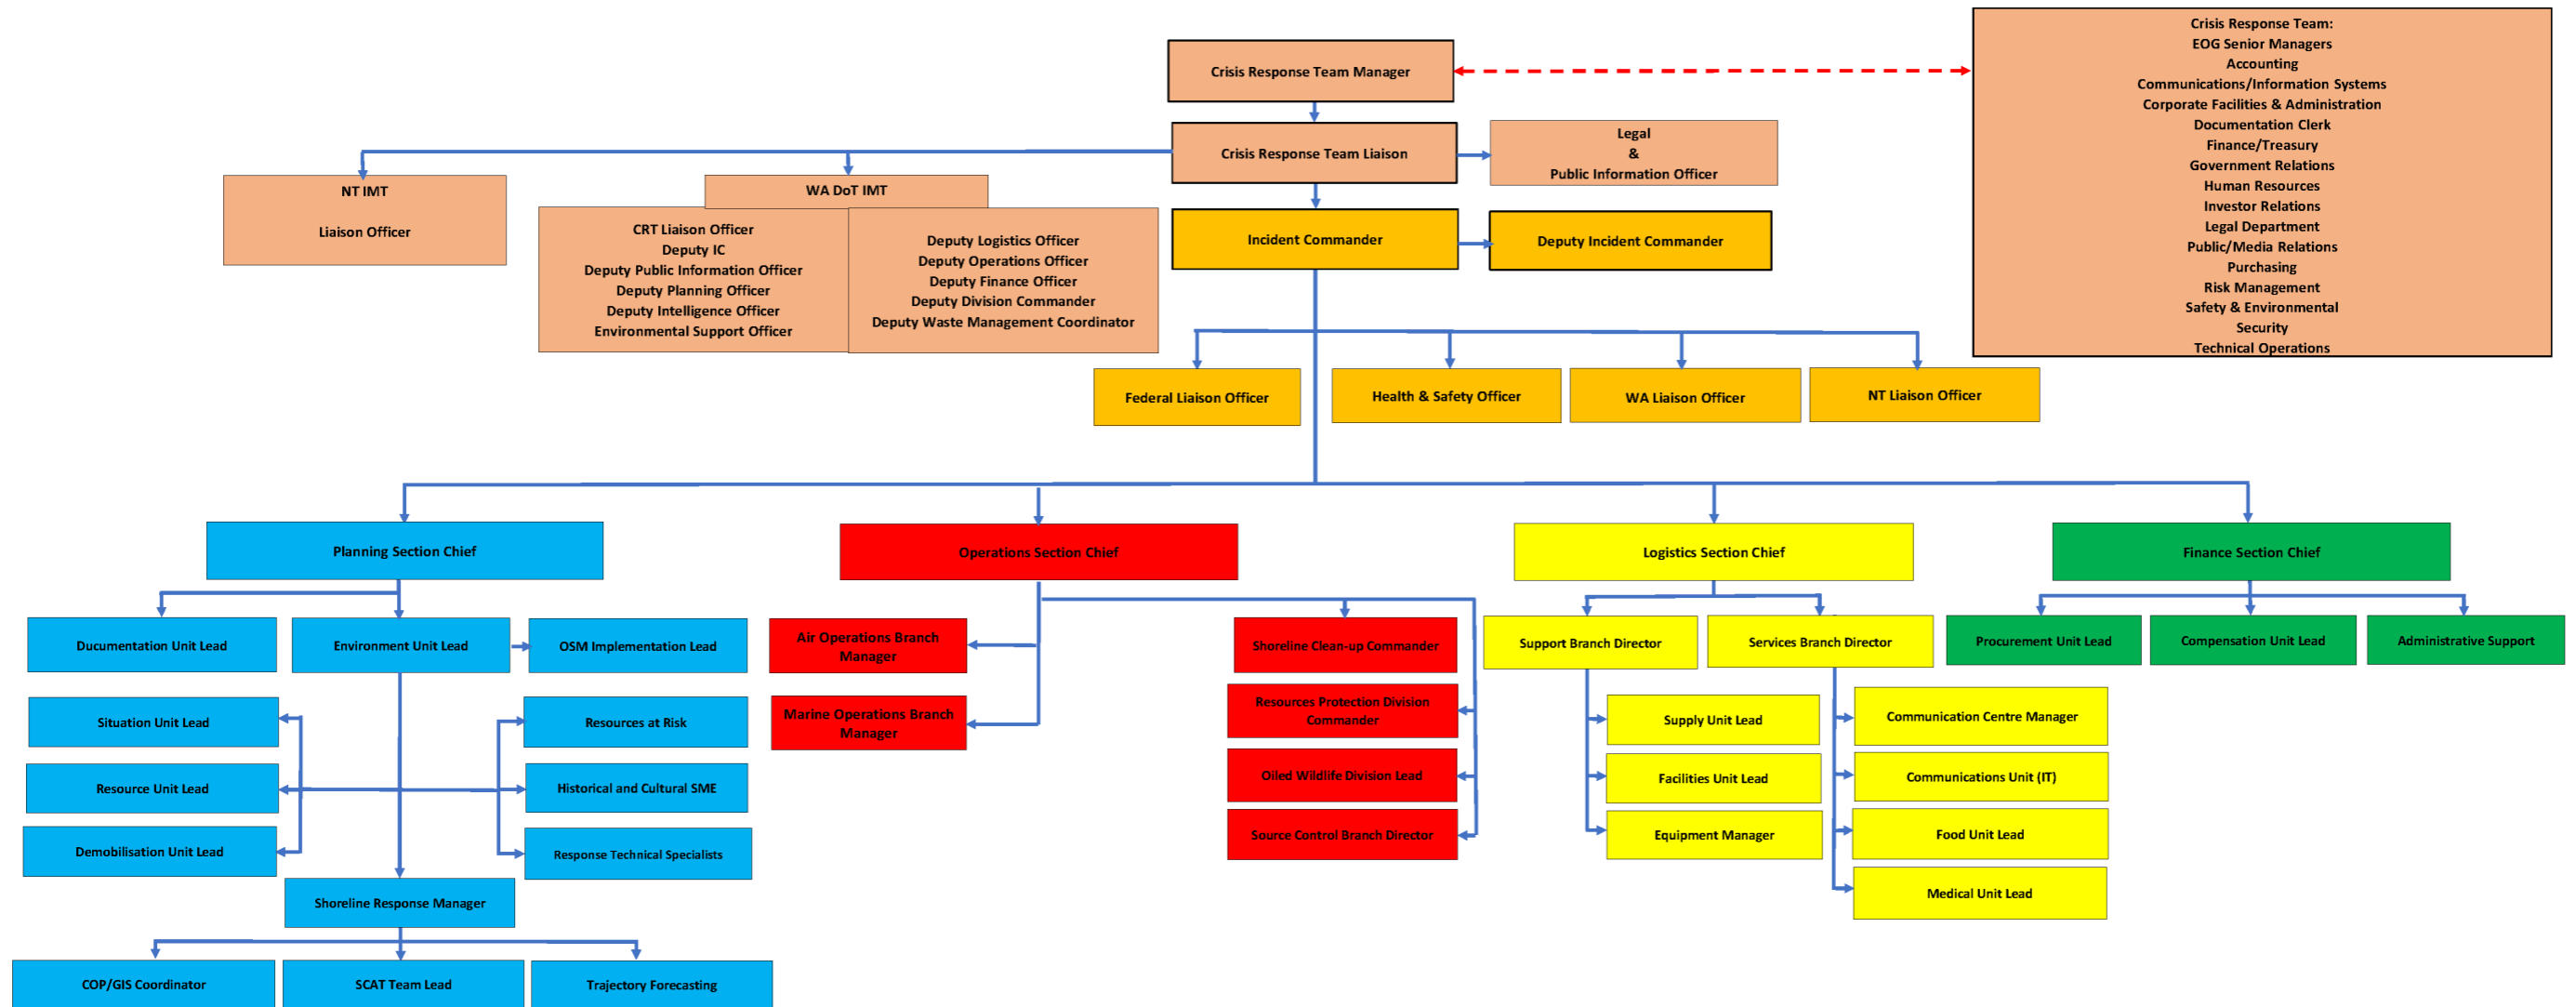 Crisis Response Team:
EOG Senior Managers
Accounting
Communications/Information Systems
Corporate Facilities & Administration
Documentation Clerk
Finance/Treasury
Government Relations
Human Resources
Investor Relations
Legal Department
Public/Media Relations
Purchasing
Risk Management
Safety & Environmental
Security
Technical Operations
Crisis Response Team Manager
Crisis Response Team Liaison
Legal
&
Public Information Officer
NT IMT
Liaison Officer
WA DoT IMT
CRT Liaison Officer
Deputy IC
Deputy Public Information Officer
Deputy Planning Officer
Deputy Intelligence Officer
Environmental Support Officer
Deputy Logistics Officer
Deputy Operations Officer
Deputy Finance Officer
Deputy Division Commander
Deputy Waste Management Coordinator
Incident Commander
Deputy Incident Commander
Federal Liaison Officer
Health & Safety Officer
WA Liaison Officer
NT Liaison Officer
Planning Section Chief
Operations Section Chief
Logistics Section Chief
Finance Section Chief
Ducumentation Unit Lead
Environment Unit Lead
OSM Implementation Lead
Situation Unit Lead
Resources at Risk
Resource Unit Lead
Historical and Cultural SME
Demobilisation Unit Lead
Response Technical Specialists
Shoreline Response Manager
COP/GIS Coordinator
SCAT Team Lead
Trajectory Forecasting
Air Operations Branch
Manager
Marine Operations Branch
Manager
Shoreline Clean-up Commander
Resources Protection Division
Commander
Oiled Wildlife Division Lead
Source Control Branch Director
Support Branch Director
Services Branch Director
Supply Unit Lead
Facilities Unit Lead
Equipment Manager
Communication Centre Manager
Communications Unit (IT)
Food Unit Lead
Medical Unit Lead
Procurement Unit Lead
Compensation Unit Lead
Administrative Support